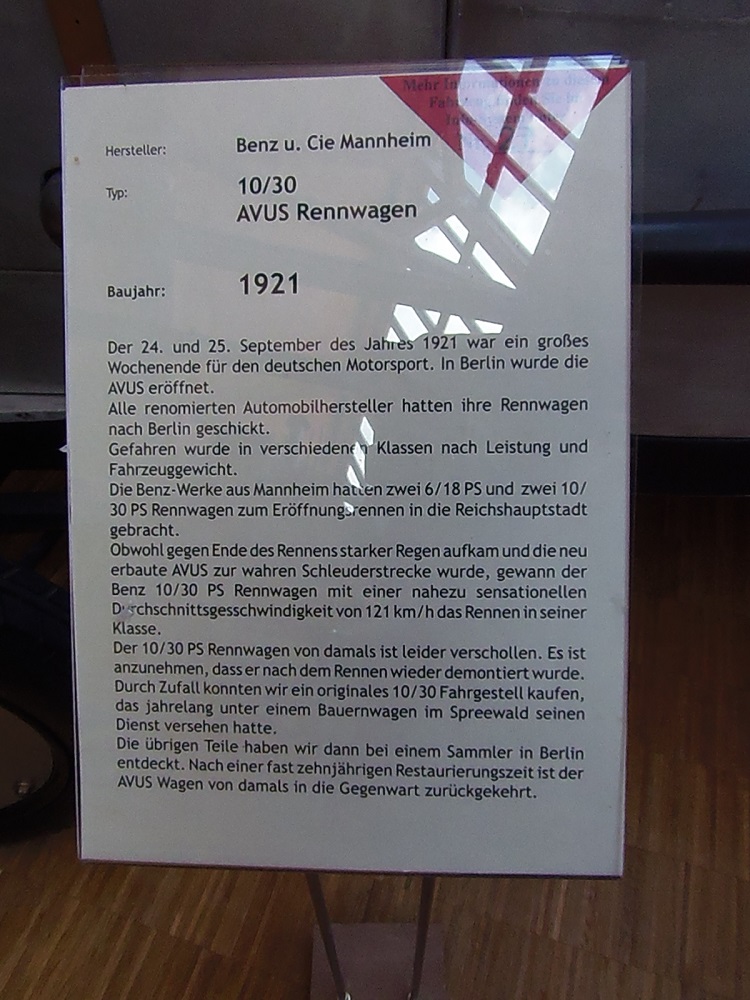 Mehr Informationen zu diesem
Hersteller: Benz u. Cie Mannheim
Typ: 10/30
AVUS Rennwagen
Baujahr: 1921
Der 24. und 25. September des Jahres 1921 war ein großes
Wochenende für den deutschen Motorsport. In Berlin wurde die
AVUS eröffnet.
Alle renomierten Automobilhersteller hatten ihre Rennwagen
nach Berlin geschickt.
Gefahren wurde in verschiedenen Klassen nach Leistung und
Fahrzeuggewicht.
Die Benz-Werke aus Mannheim hatten zwei 6/18 PS und zwei 10/
30 PS Rennwagen zum Eröffnungsrennen in die Reichshauptstadt
gebracht.
Obwohl gegen Ende des Rennens starker Regen aufkam und die neu
erbaute AVUS zur wahren Schleuderstrecke wurde, gewann der
Benz 10/30 PS Rennwagen mit einer nahezu sensationellen
Durchschnittsgesschwindigkeit von 121 km/h das Rennen in seiner
Klasse.
Der 10/30 PS Rennwagen von damals ist leider verschollen. Es ist
anzunehmen, dass er nach dem Rennen wieder demontiert wurde.
Durch Zufall konnten wir ein originales 10/30 Fahrgestell kaufen,
das jahrelang unter einem Bauernwagen im Spreewald seinen
Dienst versehen hatte.
Die übrigen Teile haben wir dann bei einem Sammler in Berlin
entdeckt. Nach einer fast zehnjährigen Restaurierungszeit ist der
AVUS Wagen von damals in die Gegenwart zurückgekehrt.